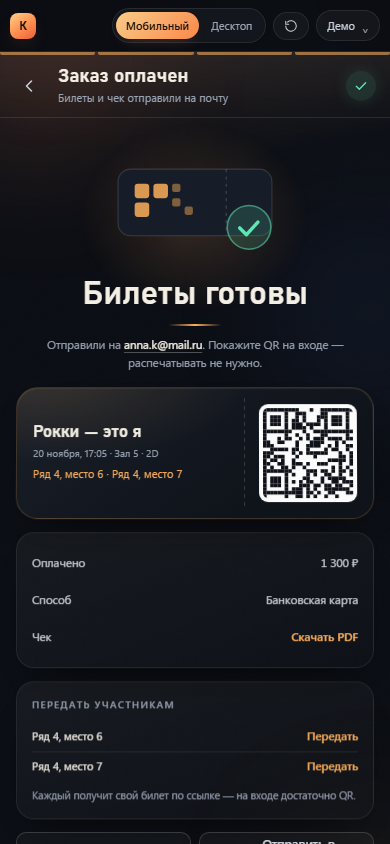 К
Мобильный
Десктоп
Демо
Заказ оплачен
Билеты и чек отправили на почту
Билеты готовы
Отправили на anna.k@mail.ru. Покажите QR на входе —
распечатывать не нужно.
Рокки — это я
20 ноября, 17:05 · Зал 5 · 2D
Ряд 4, место 6 · Ряд 4, место 7
Оплачено
1 300 ₽
Способ
Банковская карта
Чек
Скачать PDF
ПЕРЕДАТЬ УЧАСТНИКАМ
Ряд 4, место 6
Передать
Ряд 4, место 7
Передать
Каждый получит свой билет по ссылке — на входе достаточно QR.
Отправить в